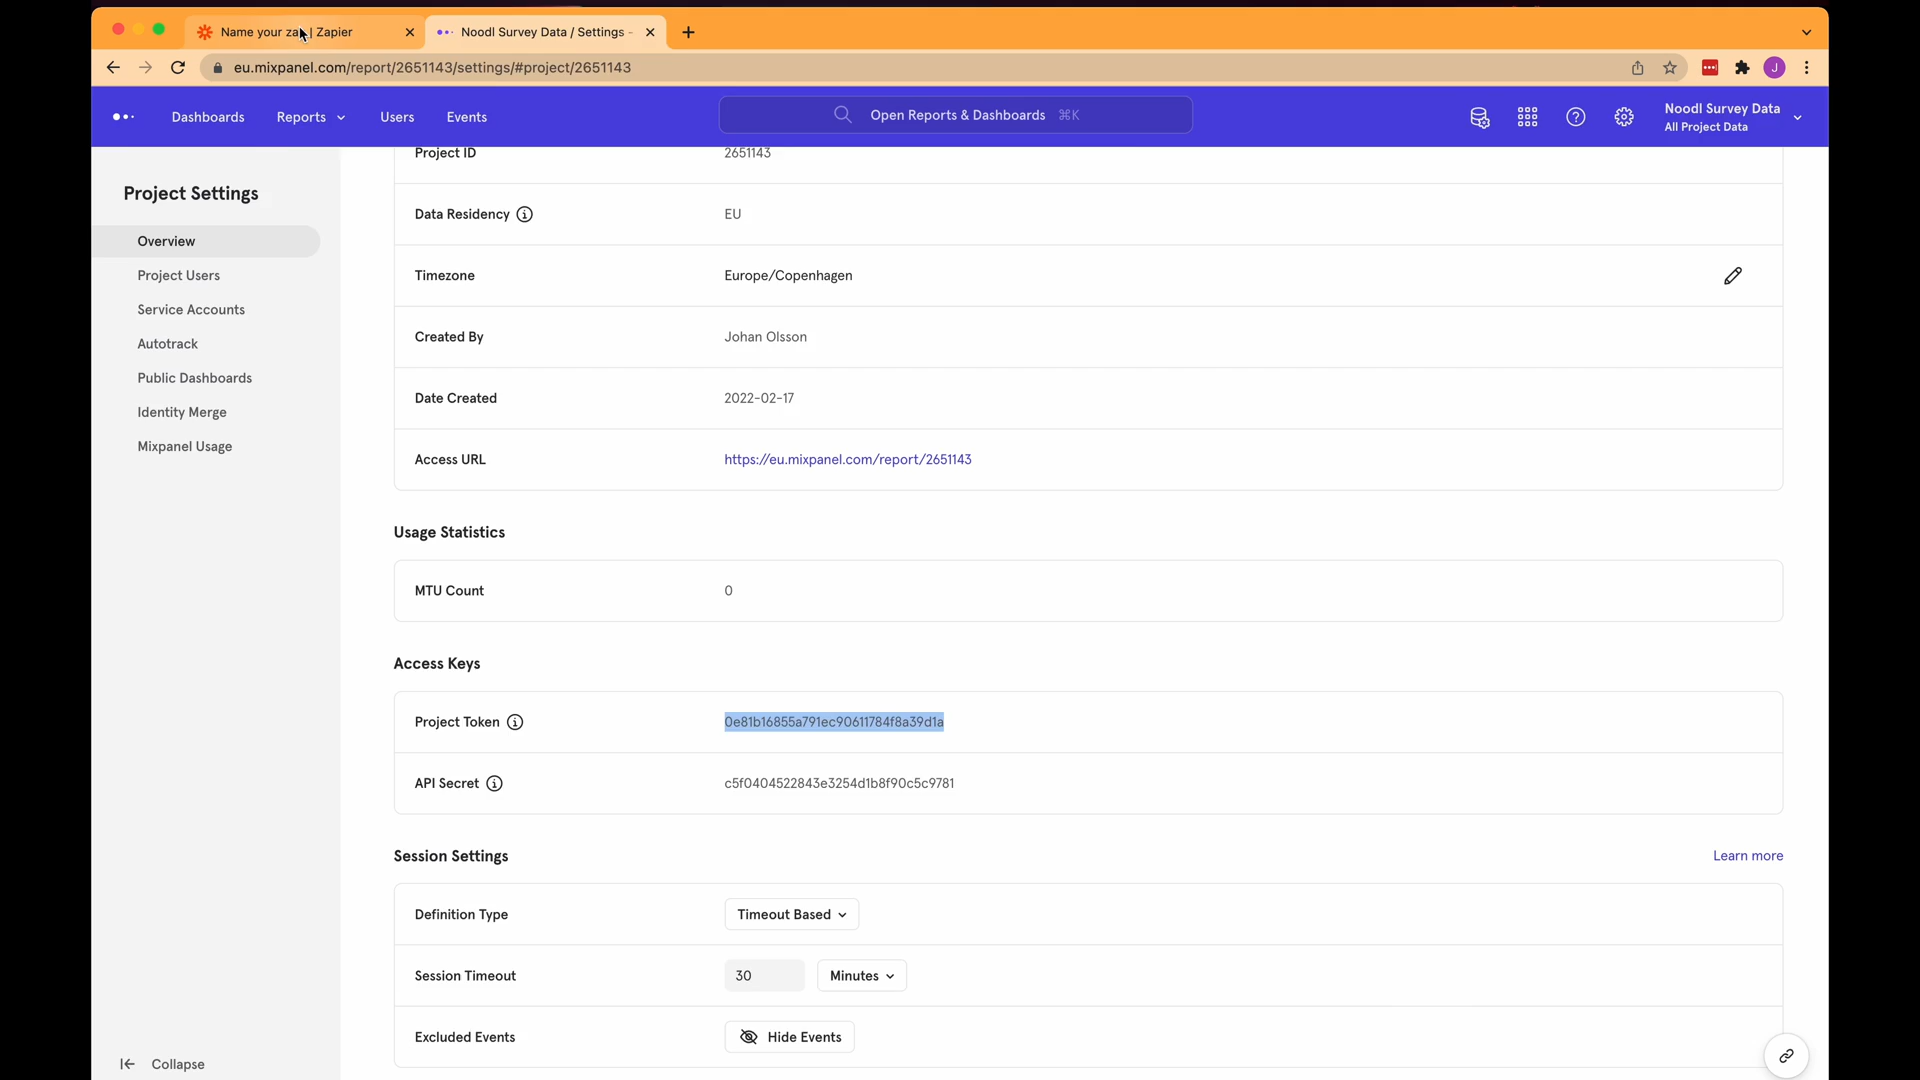 Name your zap | Zapier
Noodl Survey Data / Settings -
eu.mixpanel.com/report/2651143/settings/#project/2651143
J
Dashboards
Reports
Users
Events
Open Reports & Dashboards ⌘K
Noodl Survey Data
All Project Data
Project Settings
Overview
Project Users
Service Accounts
Autotrack
Public Dashboards
Identity Merge
Mixpanel Usage
Collapse
Project ID 2651143
Data Residency EU
Timezone Europe/Copenhagen
Created By Johan Olsson
Date Created 2022-02-17
Access URL https://eu.mixpanel.com/report/2651143
Usage Statistics
MTU Count 0
Access Keys
Project Token 0e81b16855a791ec90611784f8a39d1a
API Secret c5f0404522843e3254d1b8f90c5c9781
Session Settings Learn more
Definition Type Timeout Based
Session Timeout 30 Minutes
Excluded Events Hide Events